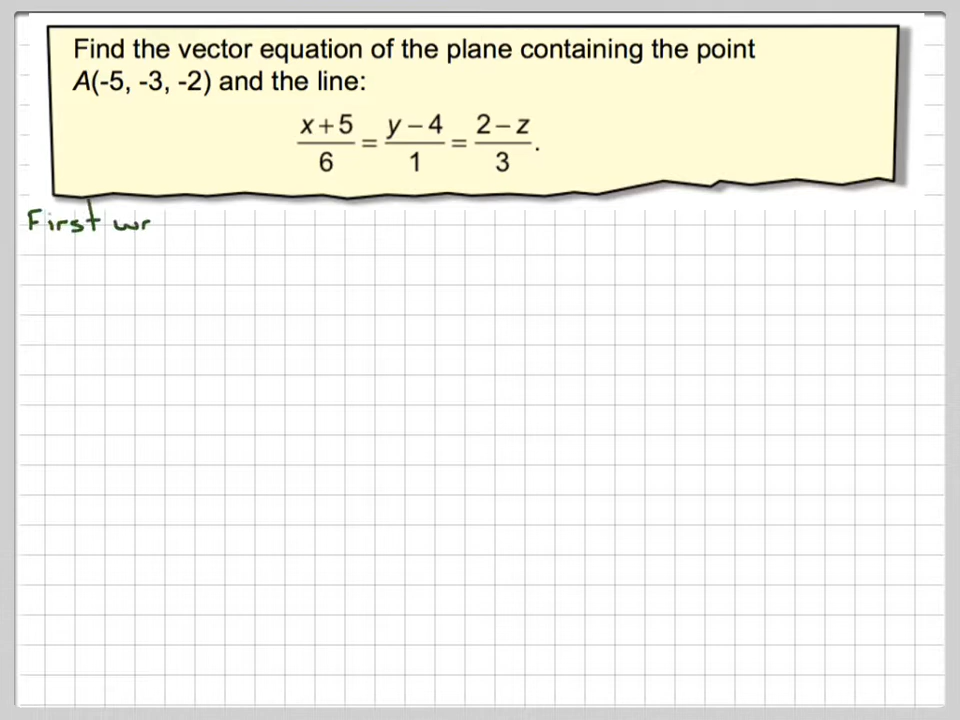 Find the vector equation of the plane containing the point
A(-5, -3, -2) and the line:
x+5/6 = y−4/1 = 2−z/3.
First wr